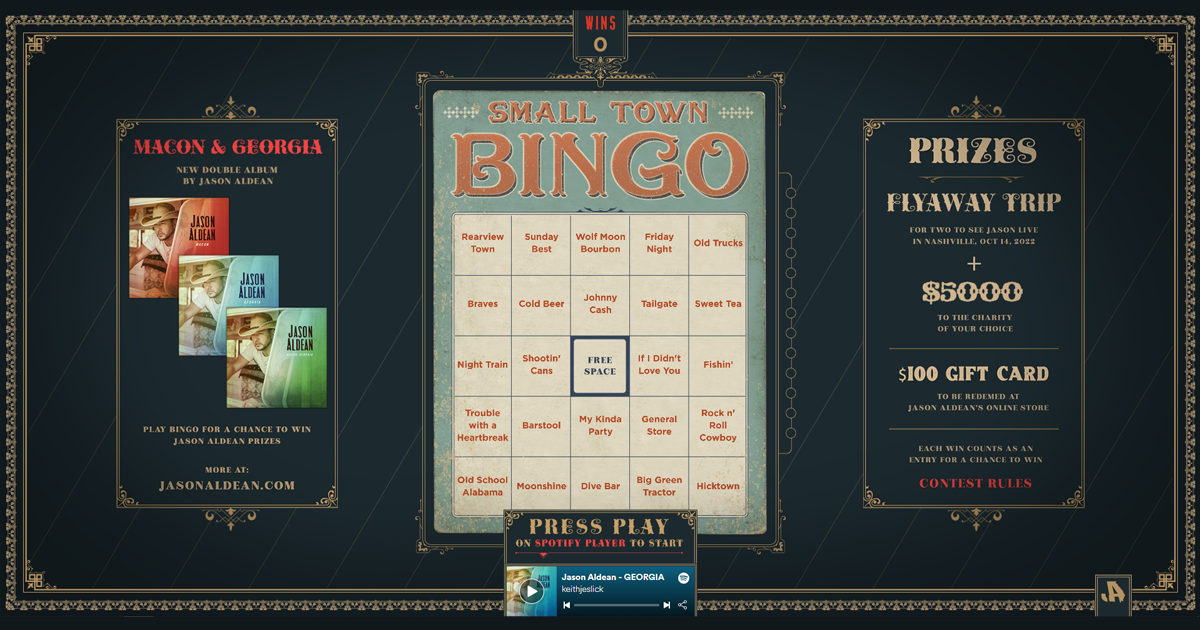 WINS
0
MACON & GEORGIA
NEW DOUBLE ALBUM
BY JASON ALDEAN
JASON
ALDEAN
MACON
JASON
ALDEAN
GEORGIA
JASON
ALDEAN
PLAY BINGO FOR A CHANCE TO WIN
JASON ALDEAN PRIZES
MORE AT:
JASONALDEAN.COM
SMALL TOWN
BINGO
Rearview
Town
Sunday
Best
Wolf Moon
Bourbon
Friday
Night
Old Trucks
Braves
Cold Beer
Johnny
Cash
Tailgate
Sweet Tea
Night Train
Shootin'
Cans
FREE
SPACE
If I Didn't
Love You
Fishin'
Trouble
with a
Heartbreak
Barstool
My Kinda
Party
General
Store
Rock n'
Roll
Cowboy
Old School
Alabama
Moonshine
Dive Bar
Big Green
Tractor
Hicktown
PRESS PLAY
ON SPOTIFY PLAYER TO START
JASON
ALDEAN
Jason Aldean - GEORGIA
keithjeslick
PRIZES
FLYAWAY TRIP
FOR TWO TO SEE JASON LIVE
IN NASHVILLE, OCT 14, 2022
+
$5000
TO THE CHARITY
OF YOUR CHOICE
$100 GIFT CARD
TO BE REDEEMED AT
JASON ALDEAN'S ONLINE STORE
EACH WIN COUNTS AS AN
ENTRY FOR A CHANCE TO WIN
CONTEST RULES